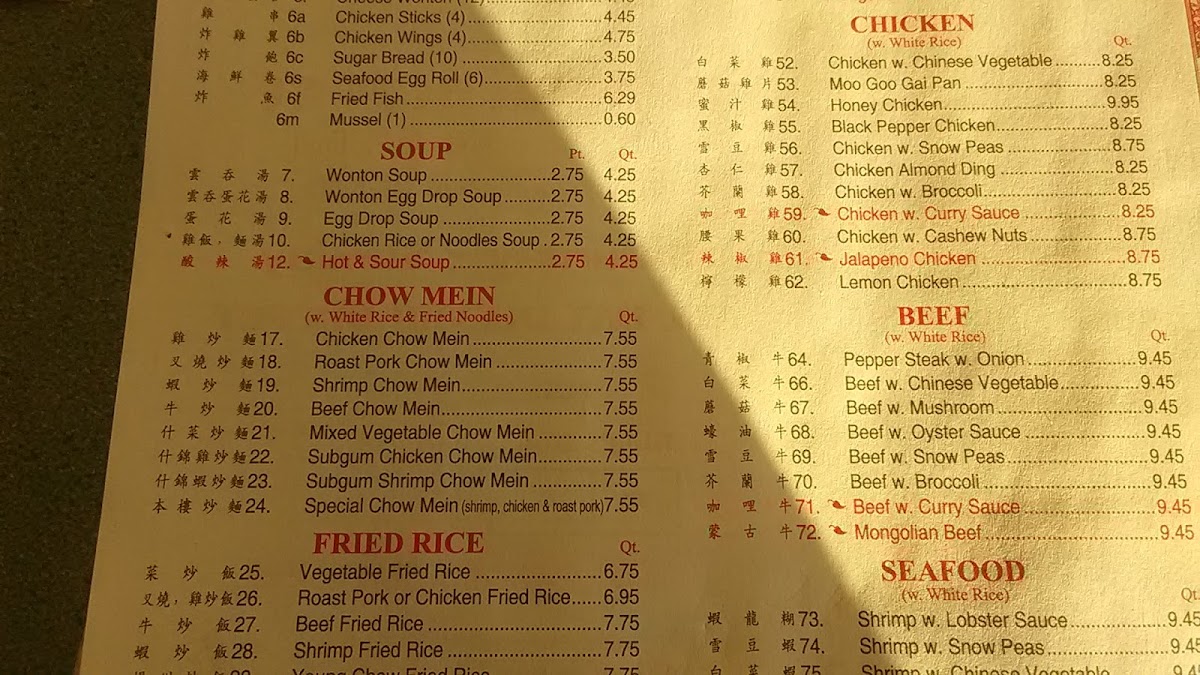 Cheese Wonton (12)
雞 串 6a Chicken Sticks (4) 4.45
炸 雞 翼 6b Chicken Wings (4) 4.75
炸 飽 6c Sugar Bread (10) 3.50
海 鮮 卷 6s Seafood Egg Roll (6) 3.75
炸 魚 6f Fried Fish 6.29
6m Mussel (1) 0.60
SOUP
Pt. Qt.
雲 吞 湯 7. Wonton Soup 2.75 4.25
雲吞蛋花湯 8. Wonton Egg Drop Soup 2.75 4.25
蛋 花 湯 9. Egg Drop Soup 2.75 4.25
雞飯, 麵湯 10. Chicken Rice or Noodles Soup 2.75 4.25
酸 辣 湯 12. Hot & Sour Soup 2.75 4.25
CHOW MEIN
(w. White Rice & Fried Noodles) Qt.
雞 炒 麵 17. Chicken Chow Mein 7.55
叉 燒 炒 麵 18. Roast Pork Chow Mein 7.55
蝦 炒 麵 19. Shrimp Chow Mein 7.55
牛 炒 麵 20. Beef Chow Mein 7.55
什 菜 炒 麵 21. Mixed Vegetable Chow Mein 7.55
什錦雞炒麵 22. Subgum Chicken Chow Mein 7.55
什錦蝦炒麵 23. Subgum Shrimp Chow Mein 7.55
本 樓 炒 麵 24. Special Chow Mein (shrimp, chicken & roast pork) 7.55
FRIED RICE
Qt.
菜 炒 飯 25. Vegetable Fried Rice 6.75
叉燒, 雞炒飯 26. Roast Pork or Chicken Fried Rice 6.95
牛 炒 飯 27. Beef Fried Rice 7.75
蝦 炒 飯 28. Shrimp Fried Rice 7.75
Young Chow Fried Rice 7.75
CHICKEN
(w. White Rice) Qt.
白 菜 雞 52. Chicken w. Chinese Vegetable 8.25
蘑 菇 雞 片 53. Moo Goo Gai Pan 8.25
蜜 汁 雞 54. Honey Chicken 9.95
黑 椒 雞 55. Black Pepper Chicken 8.25
雪 豆 雞 56. Chicken w. Snow Peas 8.75
杏 仁 雞 57. Chicken Almond Ding 8.25
芥 蘭 雞 58. Chicken w. Broccoli 8.25
咖 哩 雞 59. Chicken w. Curry Sauce 8.25
腰 果 雞 60. Chicken w. Cashew Nuts 8.75
辣 椒 雞 61. Jalapeno Chicken 8.75
檸 檬 雞 62. Lemon Chicken 8.75
BEEF
(w. White Rice) Qt.
青 椒 牛 64. Pepper Steak w. Onion 9.45
白 菜 牛 66. Beef w. Chinese Vegetable 9.45
蘑 菇 牛 67. Beef w. Mushroom 9.45
蠔 油 牛 68. Beef w. Oyster Sauce 9.45
雪 豆 牛 69. Beef w. Snow Peas 9.45
芥 蘭 牛 70. Beef w. Broccoli 9.45
咖 哩 牛 71. Beef w. Curry Sauce 9.45
蒙 古 牛 72. Mongolian Beef 9.45
SEAFOOD
(w. White Rice) Qt.
蝦 龍 糊 73. Shrimp w. Lobster Sauce 9.45
雪 豆 蝦 74. Shrimp w. Snow Peas 9.45
白 菜 蝦 75. Shrimp w. Chinese Vegetable